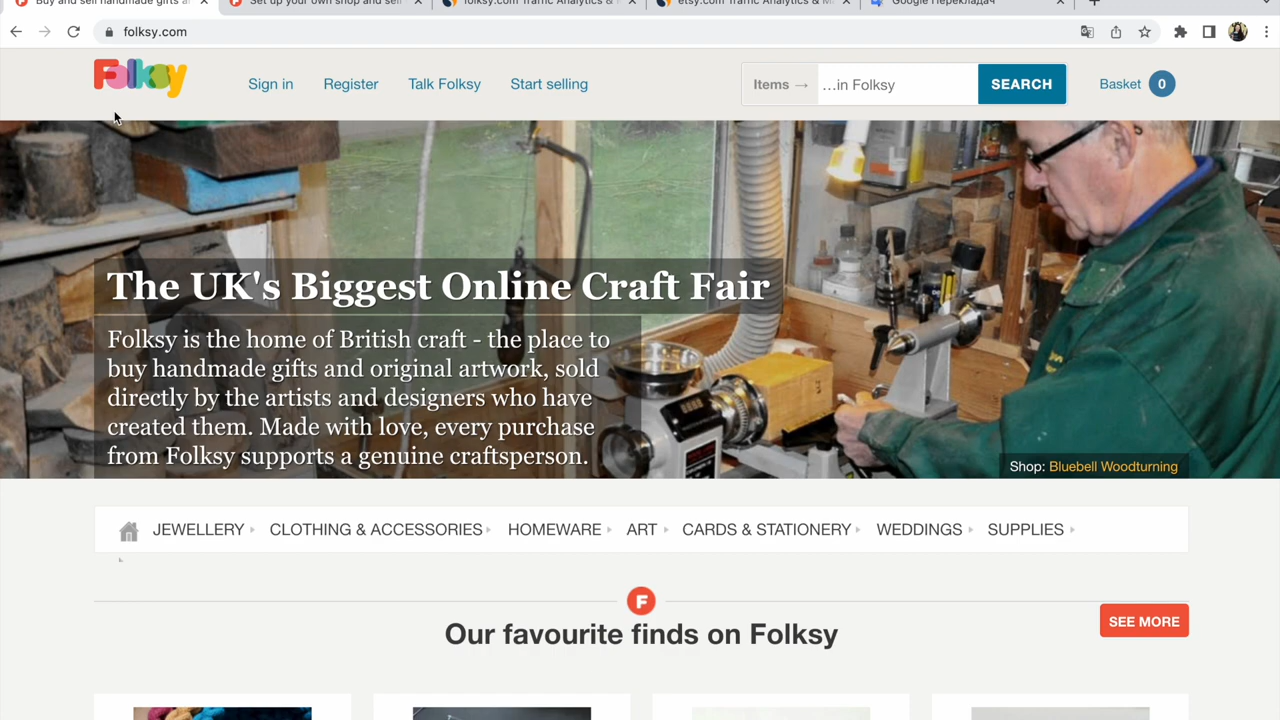 Buy and sell handmade gifts a
Set up your own shop and sell
folksy.com Traffic Analytics &
etsy.com Traffic Analytics & M
Google Перекладач
folksy.com
Folksy
Sign in
Register
Talk Folksy
Start selling
Items →
...in Folksy
SEARCH
Basket
0
The UK's Biggest Online Craft Fair
Folksy is the home of British craft - the place to
buy handmade gifts and original artwork, sold
directly by the artists and designers who have
created them. Made with love, every purchase
from Folksy supports a genuine craftsperson.
Shop: Bluebell Woodturning
JEWELLERY
CLOTHING & ACCESSORIES
HOMEWARE
ART
CARDS & STATIONERY
WEDDINGS
SUPPLIES
F
Our favourite finds on Folksy
SEE MORE